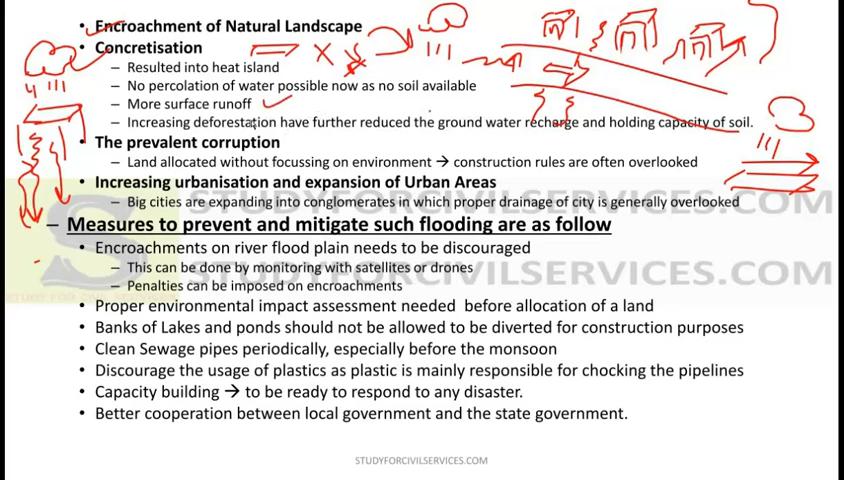 • Encroachment of Natural Landscape
• Concretisation
– Resulted into heat island
– No percolation of water possible now as no soil available
– More surface runoff
– Increasing deforestation have further reduced the ground water recharge and holding capacity of soil.
• The prevalent corruption
– Land allocated without focussing on environment → construction rules are often overlooked
• Increasing urbanisation and expansion of Urban Areas
– Big cities are expanding into conglomerates in which proper drainage of city is generally overlooked
STUDYFORCIVILSERVICES.COM
– Measures to prevent and mitigate such flooding are as follow
• Encroachments on river flood plain needs to be discouraged
– This can be done by monitoring with satellites or drones
STUDYFORCIVILSERVICES.COM
– Penalties can be imposed on encroachments
• Proper environmental impact assessment needed before allocation of a land
• Banks of Lakes and ponds should not be allowed to be diverted for construction purposes
• Clean Sewage pipes periodically, especially before the monsoon
• Discourage the usage of plastics as plastic is mainly responsible for chocking the pipelines
• Capacity building → to be ready to respond to any disaster.
• Better cooperation between local government and the state government.
STUDYFORCIVILSERVICES.COM